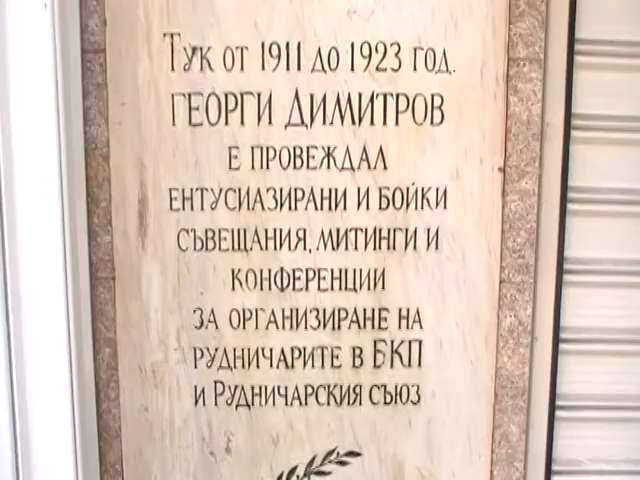 Тук от 1911 до 1923 год.
ГЕОРГИ ДИМИТРОВ
Е ПРОВЕЖДАЛ
ЕНТУСИАЗИРАНИ И БОЙКИ
СЪВЕЩАНИЯ, МИТИНГИ И
КОНФЕРЕНЦИИ
ЗА ОРГАНИЗИРАНЕ НА
РУДНИЧАРИТЕ В БКП
И РУДНИЧАРСКИЯ СЪЮЗ